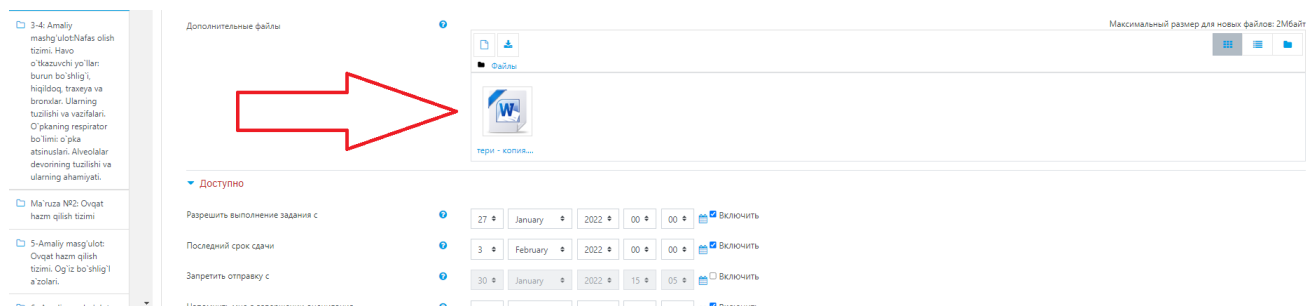 3-4: Amaliy
mashg'ulot:Nafas olish
tizimi. Havo
o`tkazuvchi yo`llar:
burun bo`shlig`i,
hiqildoq, traxeya va
bronxlar. Ularning
tuzilishi va vazifalari.
O`pkaning respirator
bo`limi: o`pka
atsinuslari. Alveolalar
devorining tuzilishi va
ularning ahamiyati.
Ma`ruza №2: Ovqat
hazm qilish tizimi
5-Amaliy masg'ulot:
Ovqat hazm qilish
tizimi. Og`iz bo`shlig`I
a'zolari.
Дополнительные файлы
Максимальный размер для новых файлов: 2Мбайт
Файлы
W
тери - копия....
Доступно
Разрешить выполнение задания с
27 January 2022 00 00 Включить
Последний срок сдачи
3 February 2022 00 00 Включить
Запретить отправку с
30 January 2022 15 05 Включить